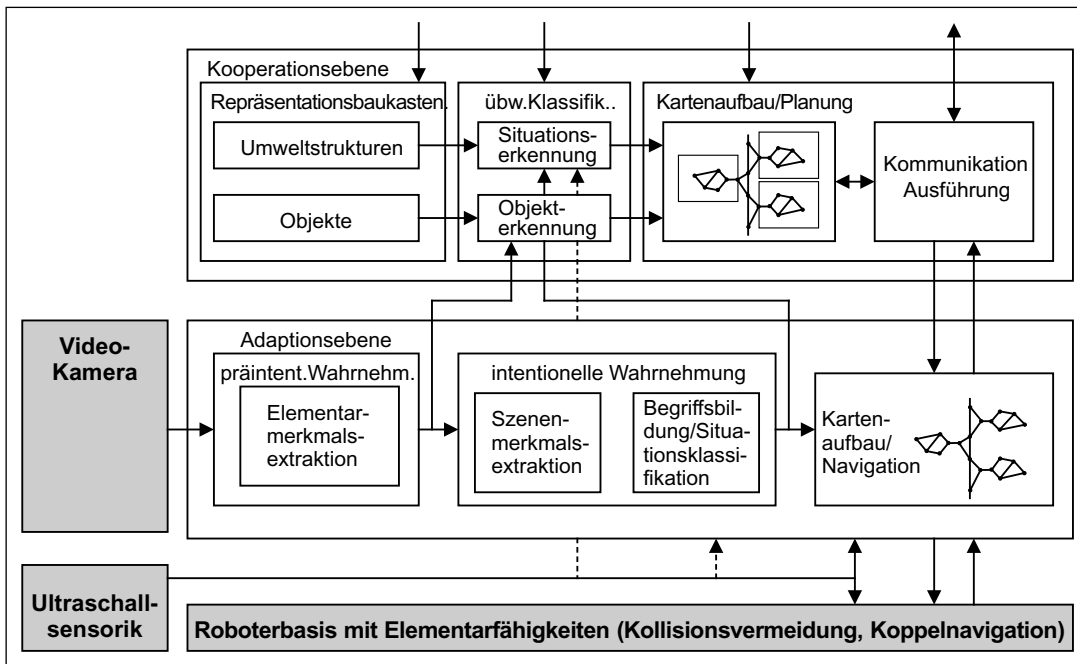 Kooperationsebene
Repräsentationsbaukasten.
Umweltstrukturen
Objekte
übw.Klassifik..
Situations-
erkennung
Objekt-
erkennung
Kartenaufbau/Planung
Kommunikation
Ausführung
Video-
Kamera
Adaptionsebene
präintent.Wahrnehm.
Elementar-
merkmals-
extraktion
intentionelle Wahrnehmung
Szenen-
merkmals-
extraktion
Begriffsbil-
dung/Situa-
tionsklassi-
fikation
Karten-
aufbau/
Navigation
Ultraschall-
sensorik
Roboterbasis mit Elementarfähigkeiten (Kollisionsvermeidung, Koppelnavigation)